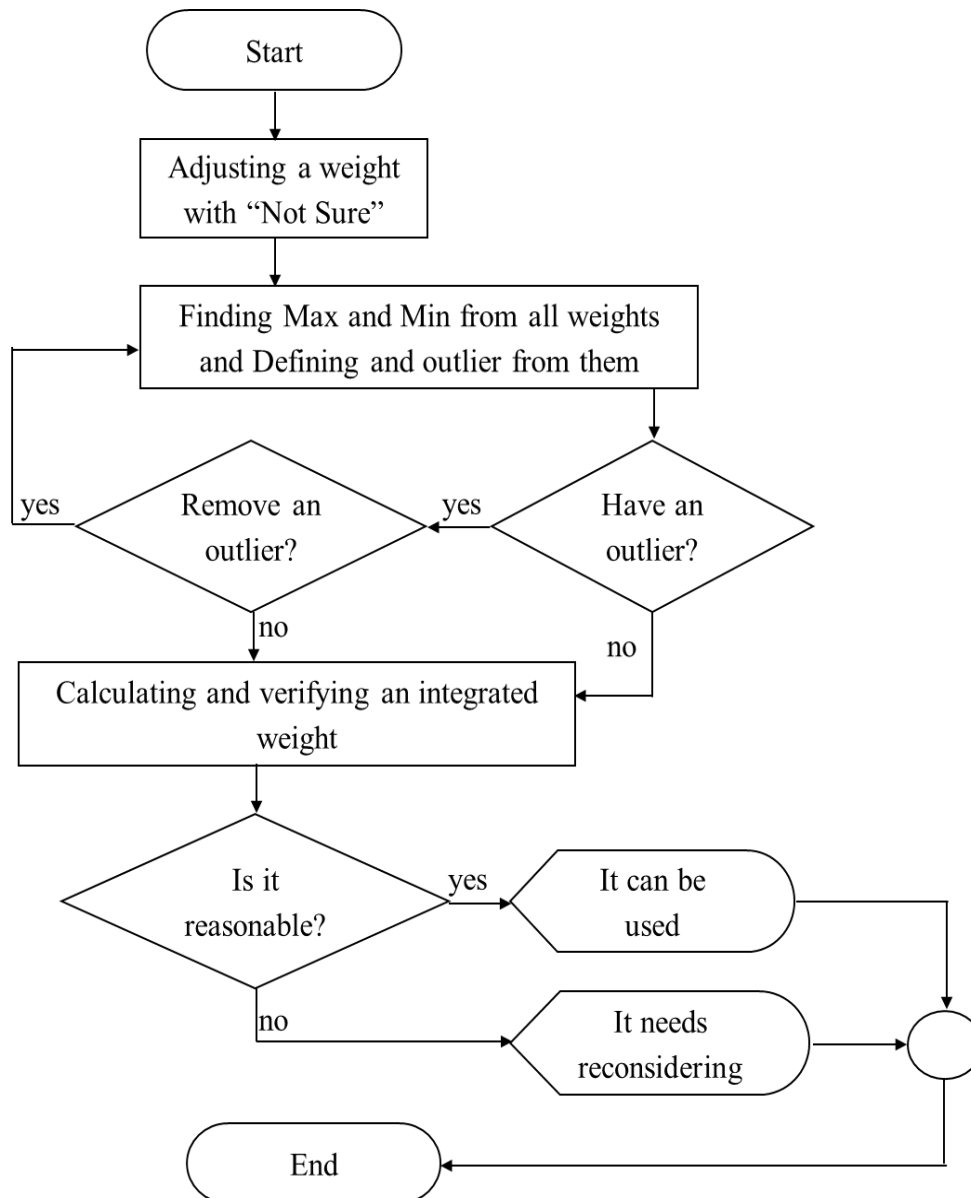 Start
Adjusting a weight
with “Not Sure”
Finding Max and Min from all weights
and Defining and outlier from them
Remove an
outlier?
yes
yes
Have an
outlier?
no
no
Calculating and verifying an integrated
weight
Is it
reasonable?
yes
It can be
used
no
It needs
reconsidering
End